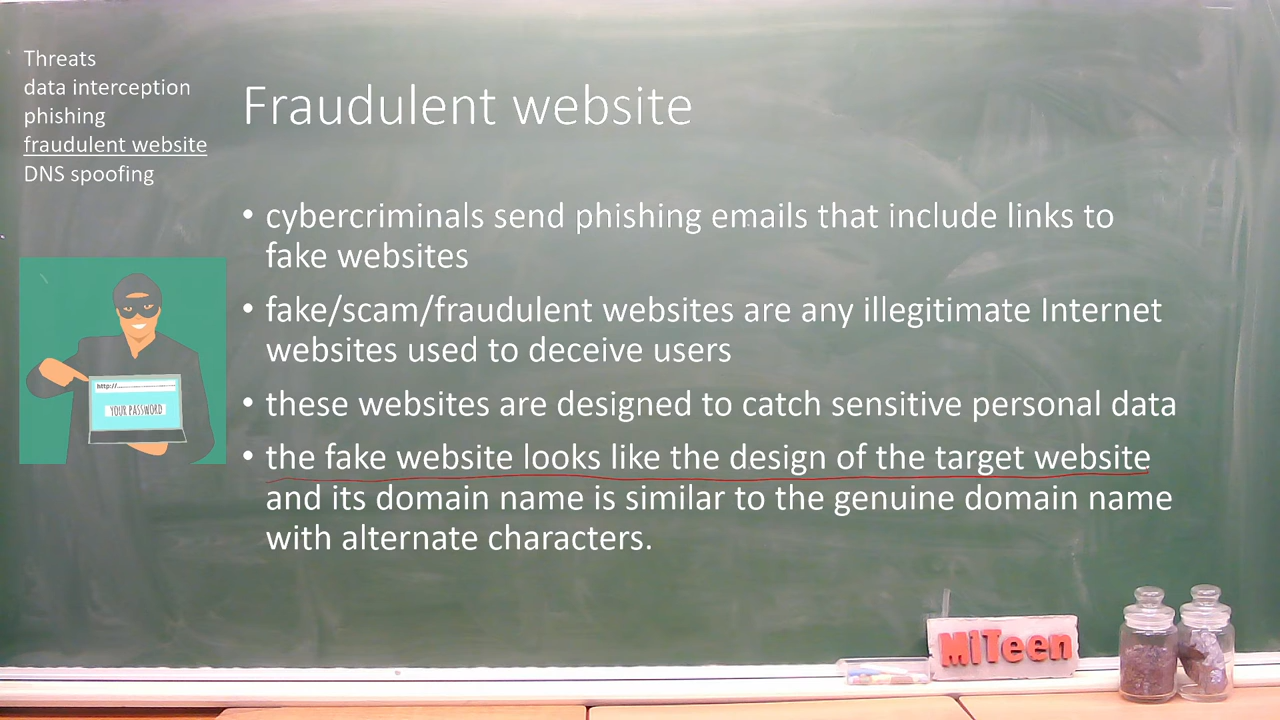 Threats
data interception
phishing
fraudulent website
DNS spoofing
Fraudulent website
• cybercriminals send phishing emails that include links to
fake websites
• fake/scam/fraudulent websites are any illegitimate Internet
websites used to deceive users
• these websites are designed to catch sensitive personal data
• the fake website looks like the design of the target website
and its domain name is similar to the genuine domain name
with alternate characters.
http://
YOUR PASSWORD
MITeen